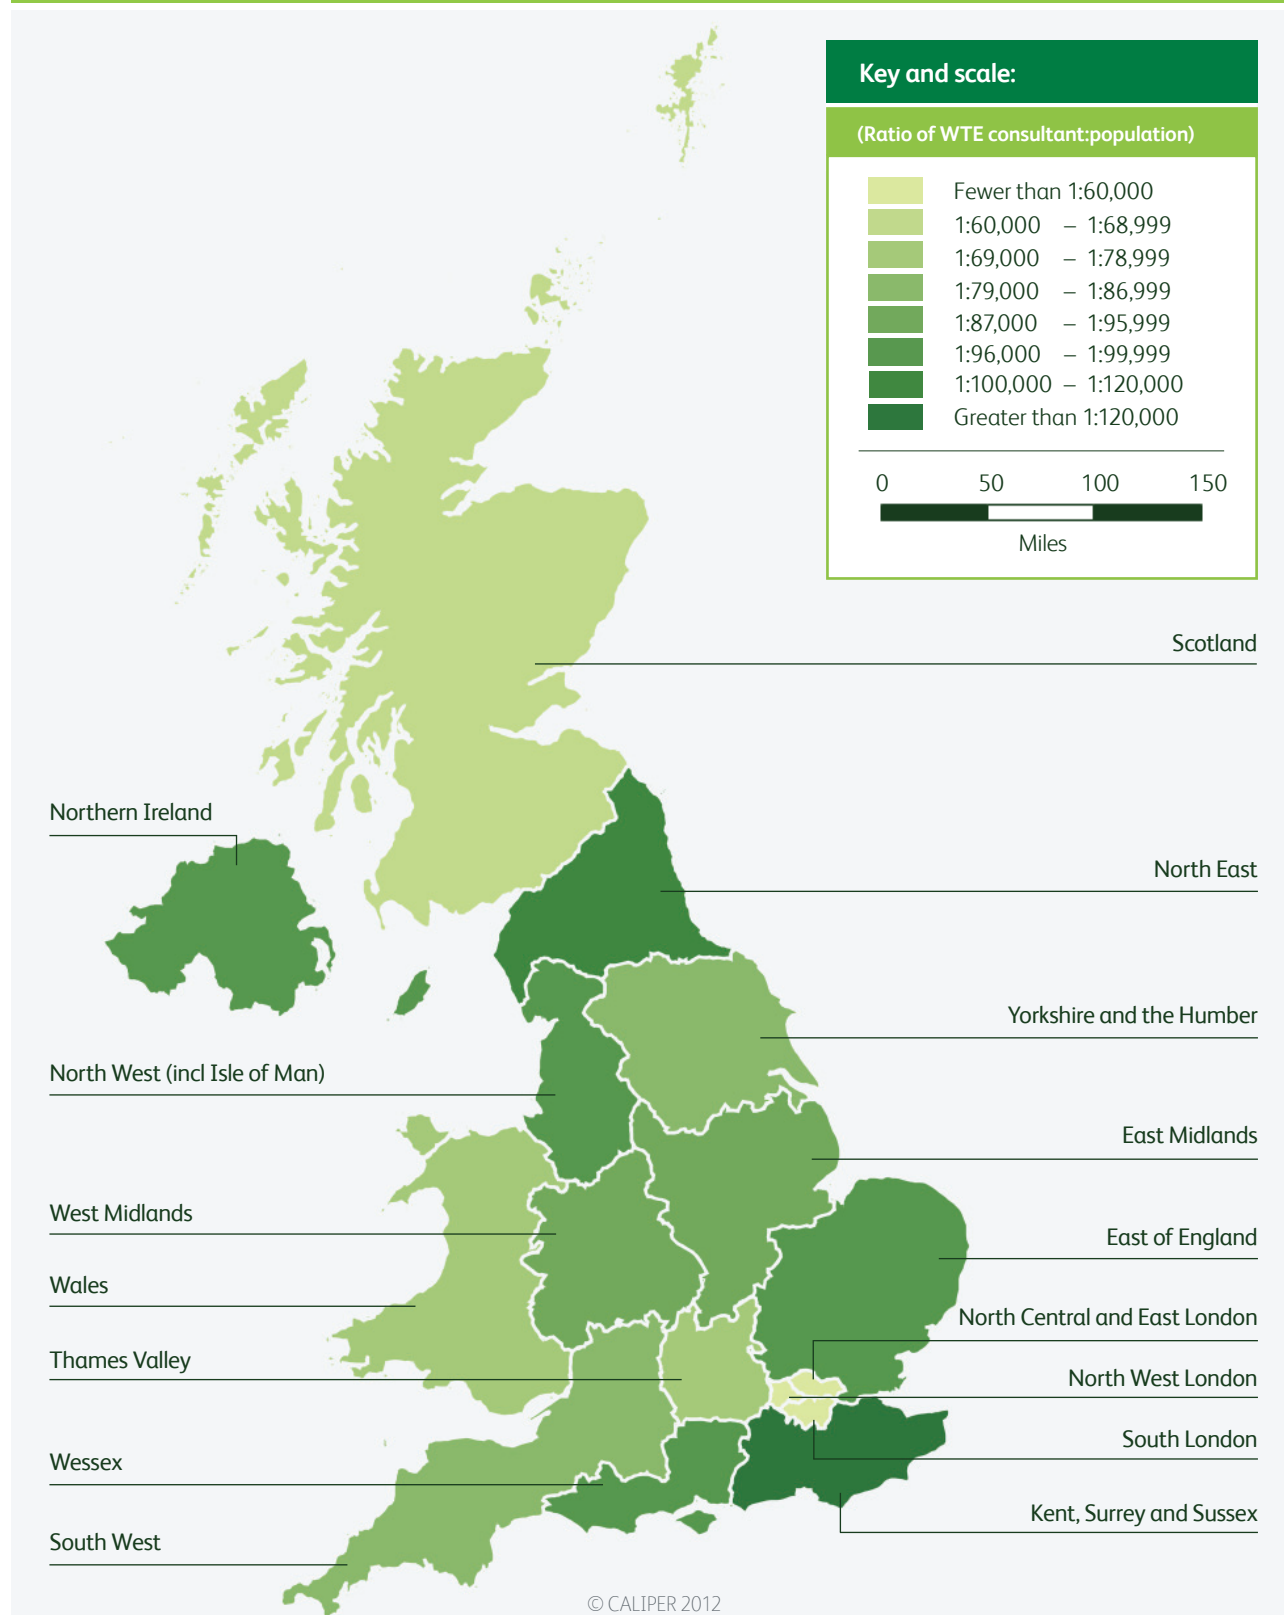 Key and scale:
(Ratio of WTE consultant:population)
Fewer than 1:60,000
1:60,000 – 1:68,999
1:69,000 – 1:78,999
1:79,000 – 1:86,999
1:87,000 – 1:95,999
1:96,000 – 1:99,999
1:100,000 – 1:120,000
Greater than 1:120,000
0 50 100 150
Miles
Scotland
Northern Ireland
North East
Yorkshire and the Humber
North West (incl Isle of Man)
East Midlands
West Midlands
East of England
Wales
North Central and East London
Thames Valley
North West London
South London
Wessex
Kent, Surrey and Sussex
South West
© CALIPER 2012